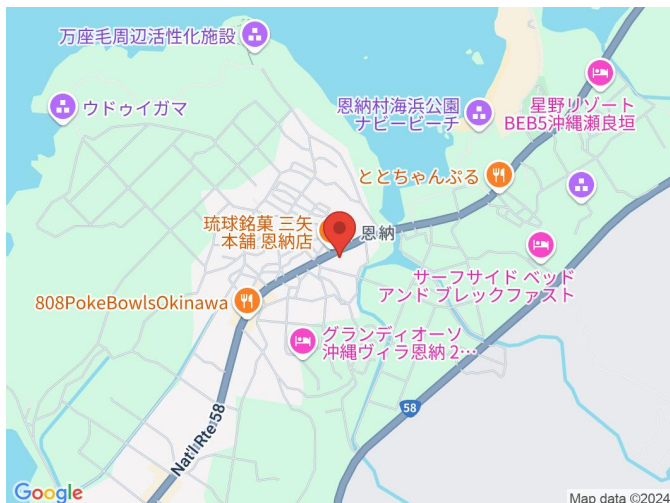 万座毛周辺活性化施設
ウドゥイガマ
恩納村海浜公園
ナビービーチ
星野リゾート
BEB5沖縄瀬良垣
ととちゃんぷる
琉球銘菓 三矢
本舗 恩納店
恩納
サーフサイド ベッド
アンド ブレックファスト
808PokeBowlsOkinawa
グランディオーソ
沖縄ヴィラ恩納 2…
58
Nat'l Rte 58
Google
Map data ©2024